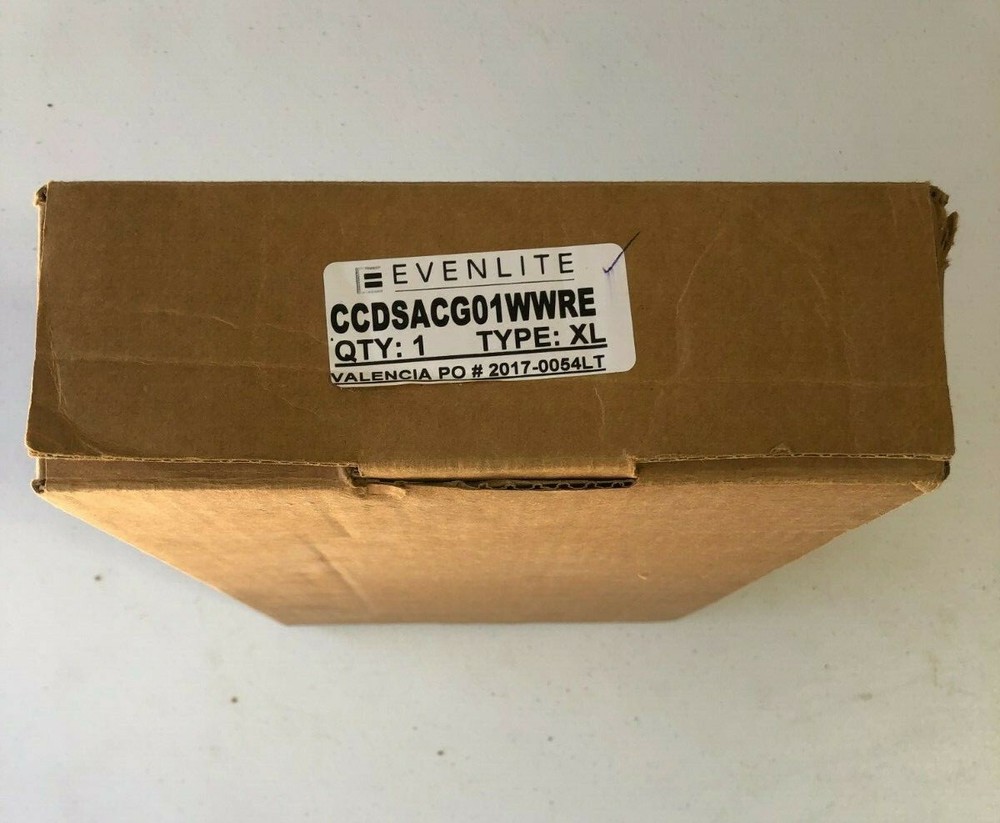 EVENLITE
CCDSACG01WWRE
QTY: 1 TYPE: XL
VALENCIA PO # 2017-0054LT